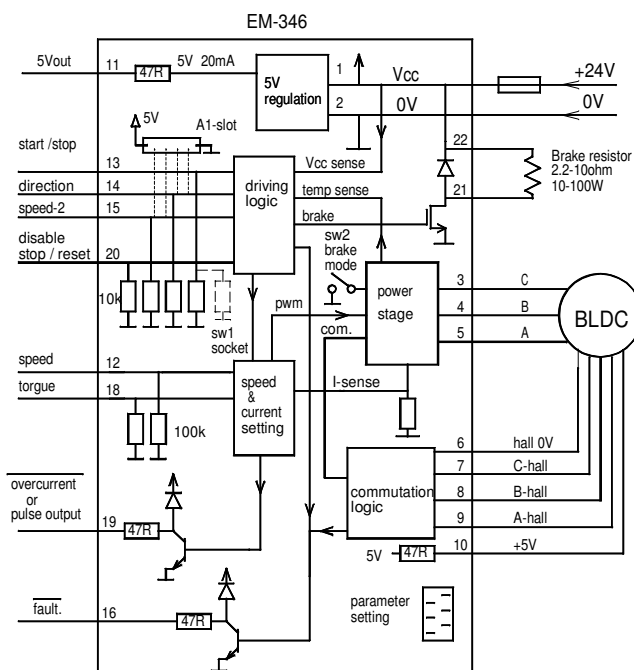 EM-346
5Vout
11
47R
5V 20mA
5V
regulation
1
2
Vcc
0V
+24V
0V
5V
A1-slot
start /stop
13
direction
14
speed-2
15
disable
stop / reset
20
10k
driving
logic
Vcc sense
temp sense
brake
22
21
Brake resistor
2.2-10ohm
10-100W
sw2
brake
mode
sw1
socket
pwm
com.
power
stage
3
C
4
B
5
A
BLDC
speed
12
torgue
18
100k
speed
&
current
setting
I-sense
commutation
logic
6
hall 0V
7
C-hall
8
B-hall
9
A-hall
10
+5V
5V
47R
overcurrent
or
pulse output
19
47R
fault.
16
47R
parameter
setting